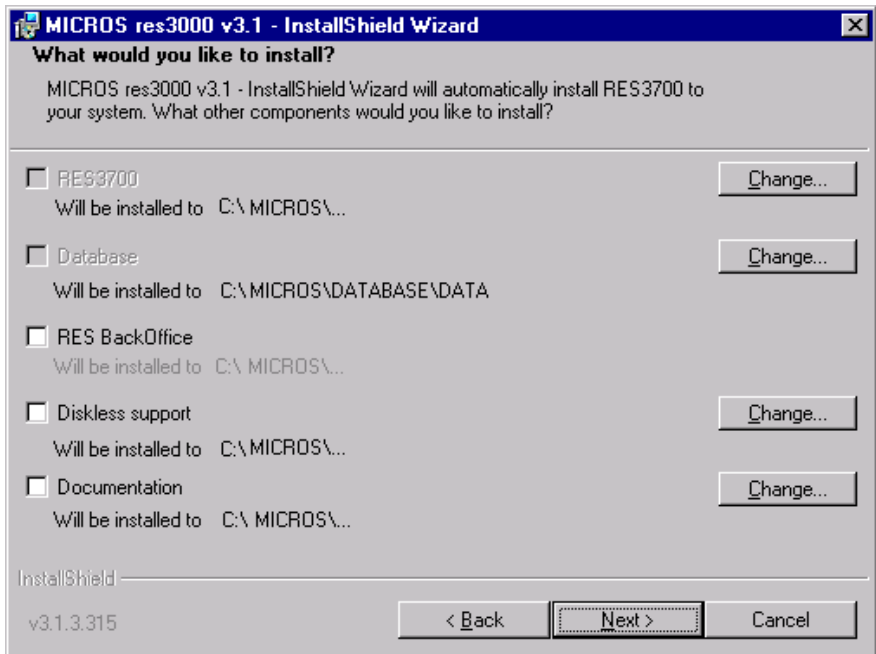 MICROS res3000 v3.1 - InstallShield Wizard
What would you like to install?
MICROS res3000 v3.1 - InstallShield Wizard will automatically install RES3700 to
your system. What other components would you like to install?
RES3700
Change...
Will be installed to C:\ MICROS\...
Database
Change...
Will be installed to C:\MICROS\DATABASE\DATA
RES BackOffice
Will be installed to C:\ MICROS\...
Diskless support
Change...
Will be installed to C:\MICROS\...
Documentation
Change...
Will be installed to C:\ MICROS\...
InstallShield
v3.1.3.315
< Back
Next >
Cancel